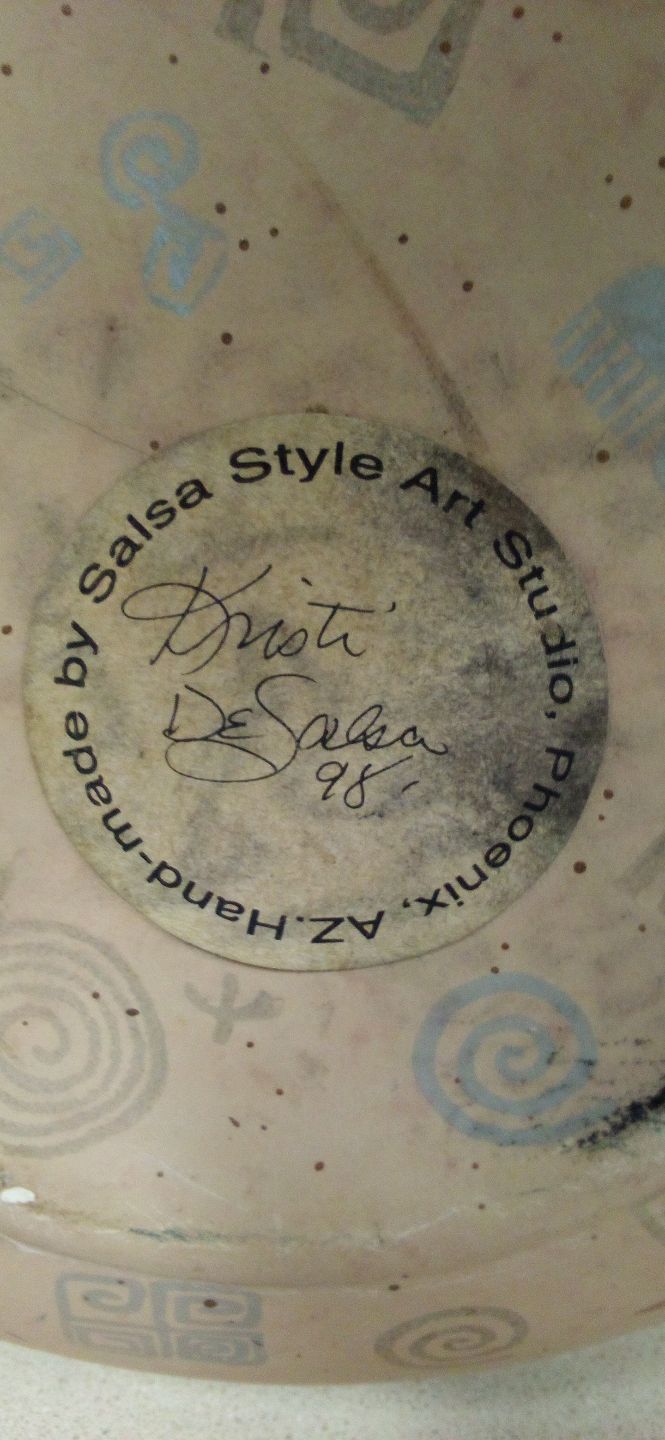 Hand-made by Salsa Style Art Studio, Phoenix, AZ.
Kristi
DeSalsa
98.